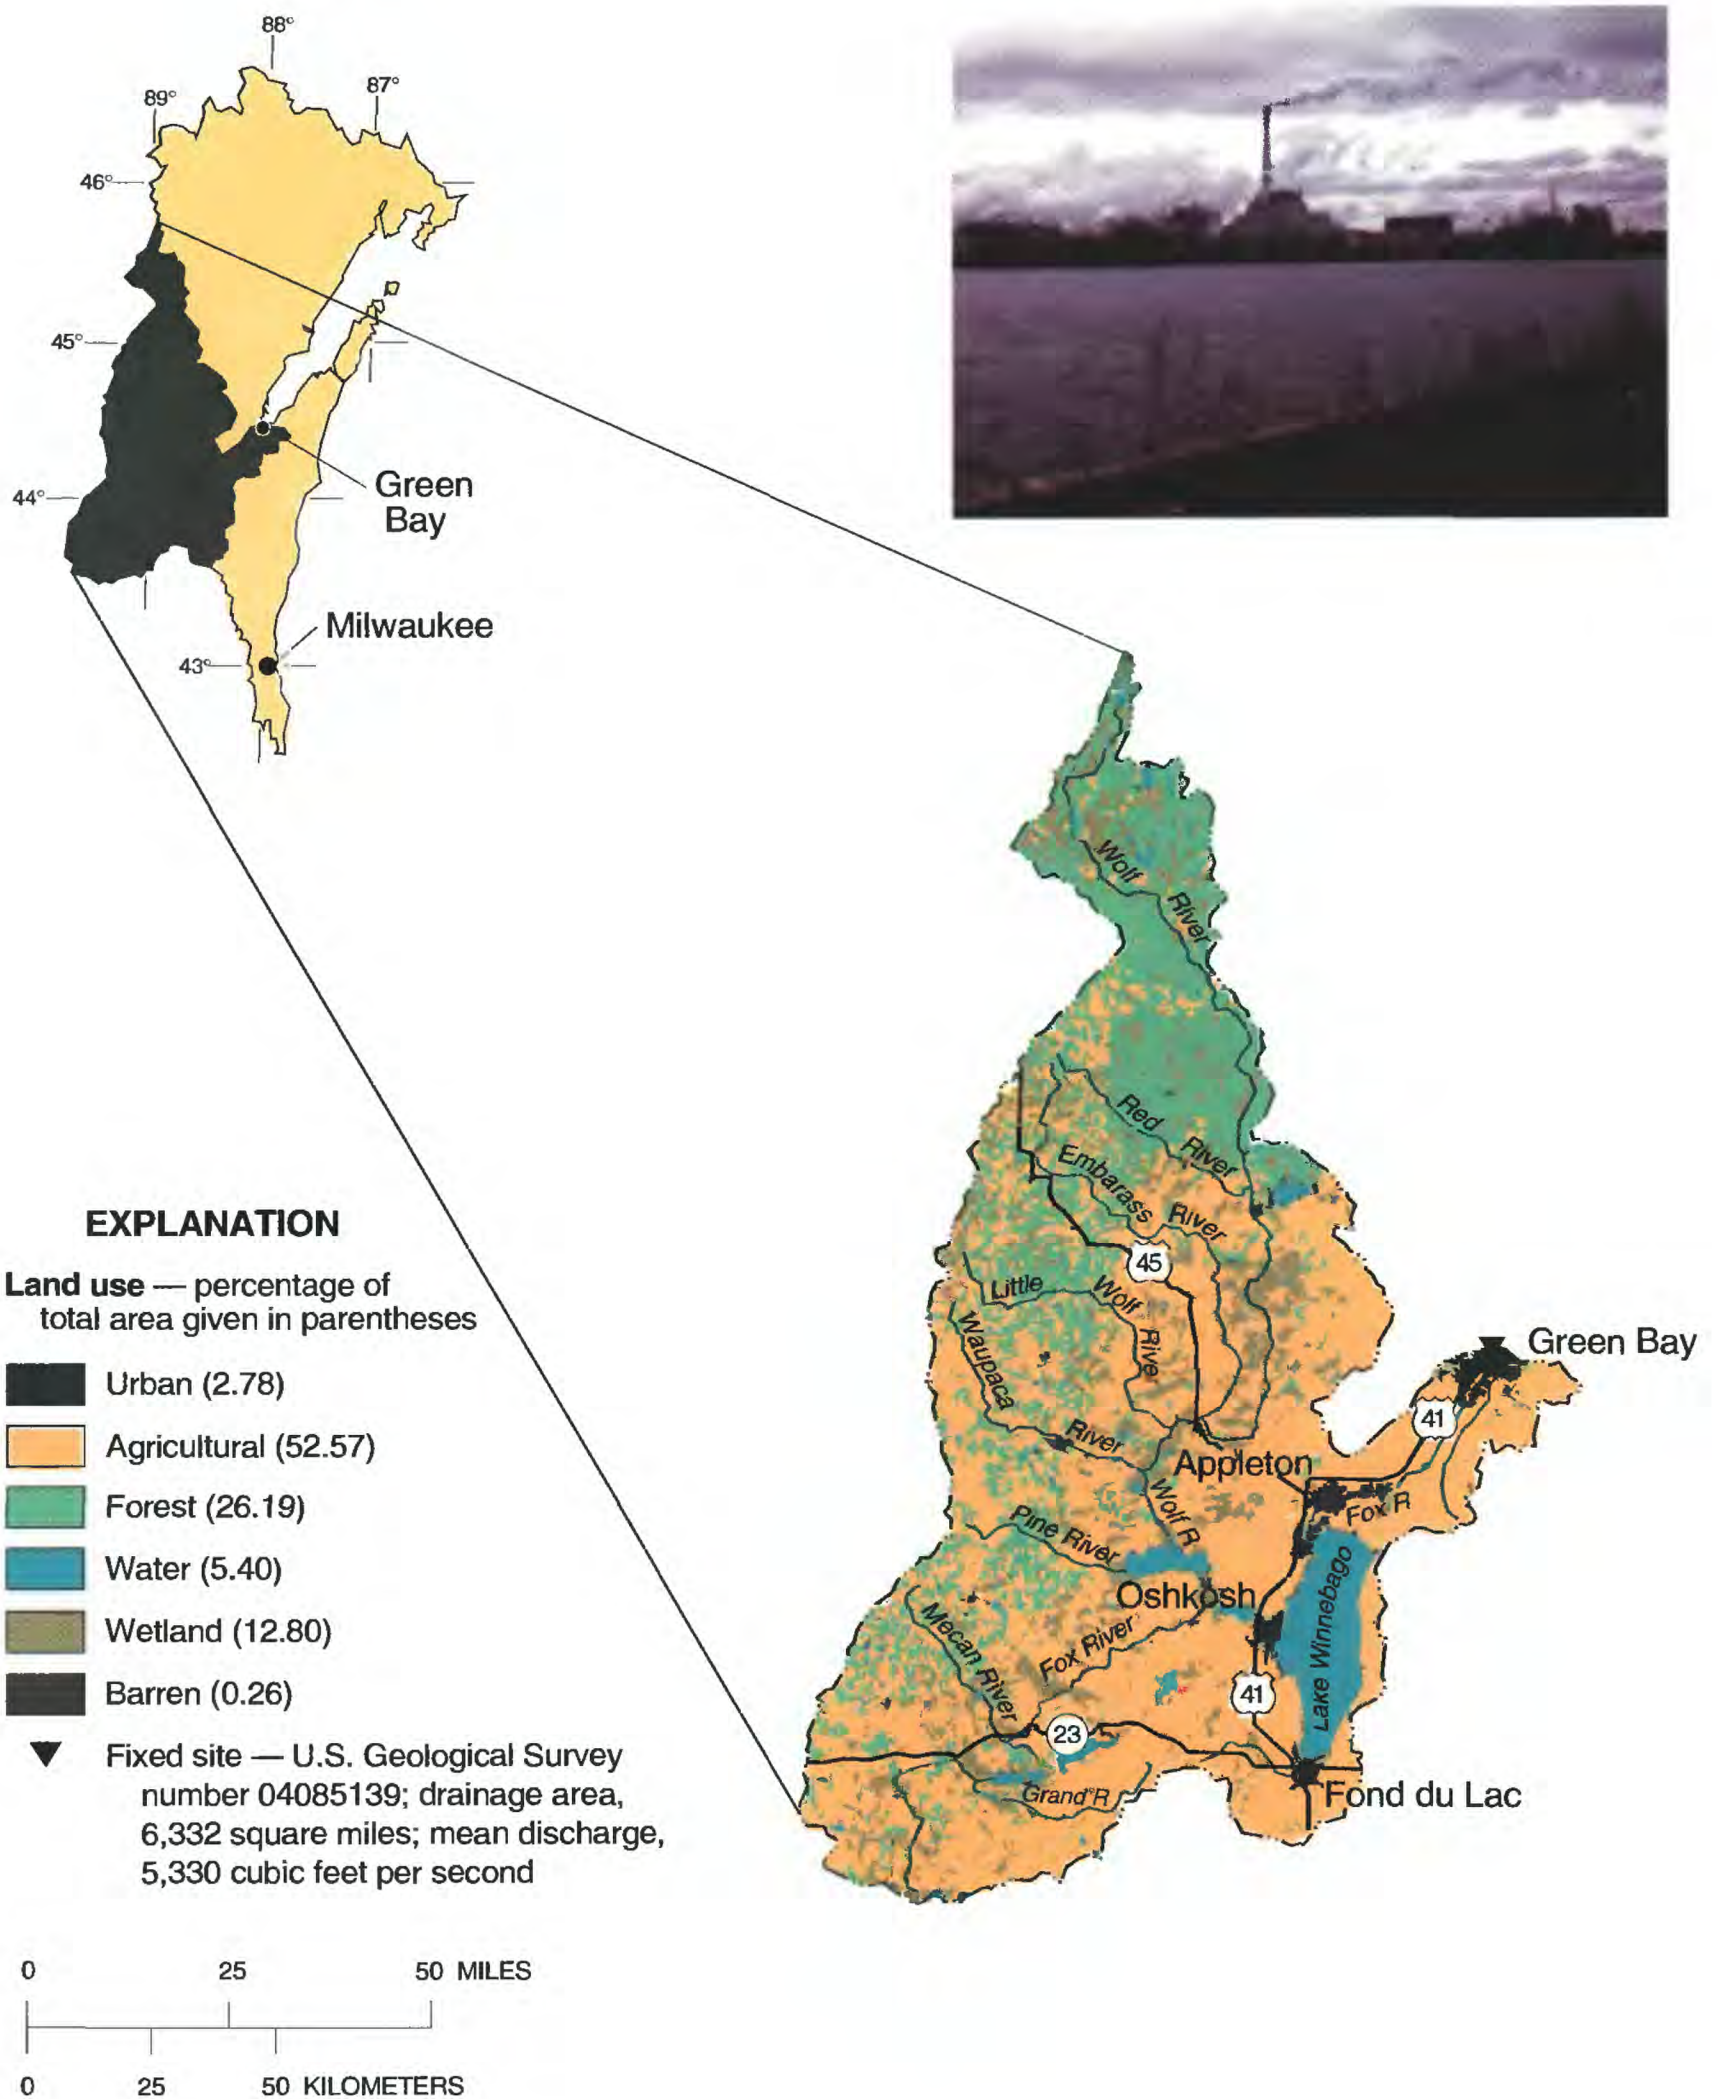 88°
89°
87°
46°
45°
44°
Green
Bay
Milwaukee
43°
Wolf
River
Red
River
Embarass
River
45
Little
Wolf
Rive
Waupaca
River
Green Bay
41
Appleton
Fox R
Wolf R
Pine River
Oshkosh
Lake Winnebago
Mecan River
Fox River
41
23
Grand R
Fond du Lac
EXPLANATION
Land use — percentage of
total area given in parentheses
Urban (2.78)
Agricultural (52.57)
Forest (26.19)
Water (5.40)
Wetland (12.80)
Barren (0.26)
Fixed site — U.S. Geological Survey
number 04085139; drainage area,
6,332 square miles; mean discharge,
5,330 cubic feet per second
0 25 50 MILES
0 25 50 KILOMETERS